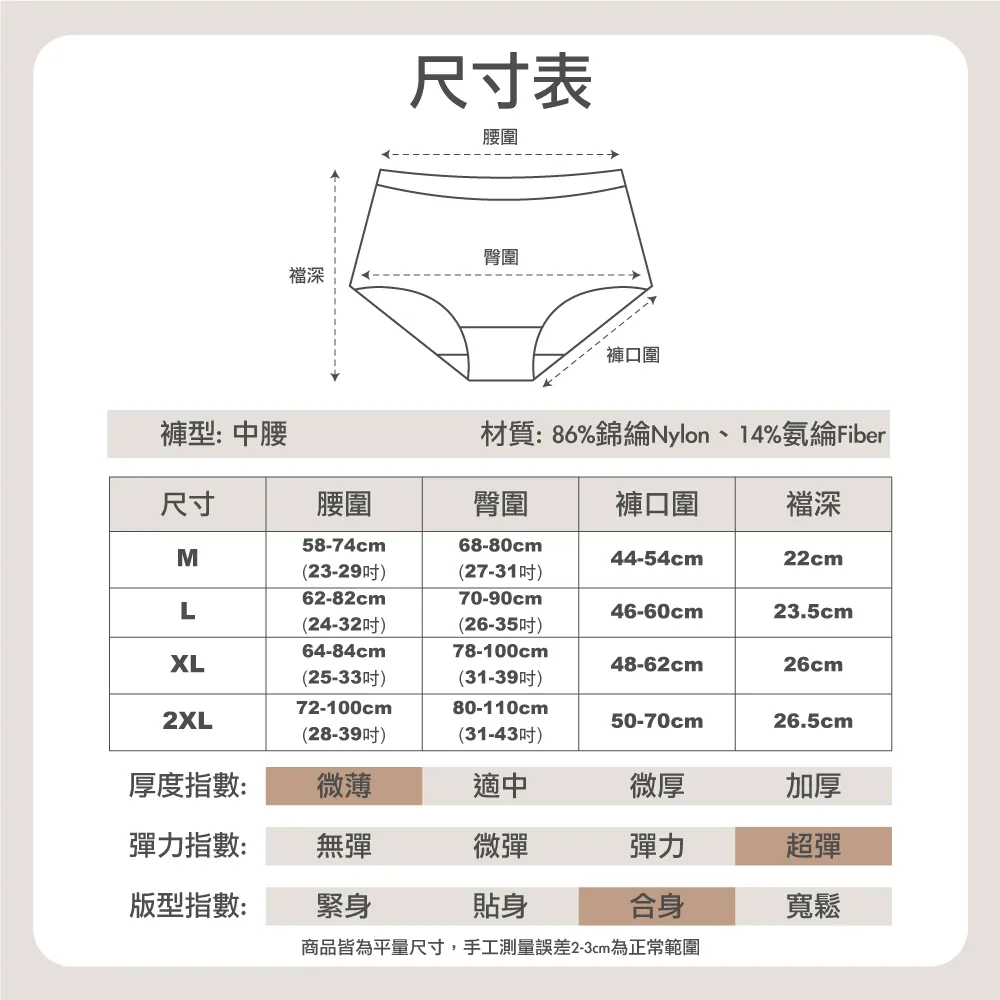 尺寸表
腰圍
臀圍
襠深
褲口圍
褲型: 中腰 材質: 86%錦綸Nylon、14%氨綸Fiber
尺寸 腰圍 臀圍 褲口圍 襠深
M 58-74cm (23-29吋) 68-80cm (27-31吋) 44-54cm 22cm
L 62-82cm (24-32吋) 70-90cm (26-35吋) 46-60cm 23.5cm
XL 64-84cm (25-33吋) 78-100cm (31-39吋) 48-62cm 26cm
2XL 72-100cm (28-39吋) 80-110cm (31-43吋) 50-70cm 26.5cm
厚度指數: 微薄 適中 微厚 加厚
彈力指數: 無彈 微彈 彈力 超彈
版型指數: 緊身 貼身 合身 寬鬆
商品皆為平量尺寸，手工測量誤差2-3cm為正常範圍